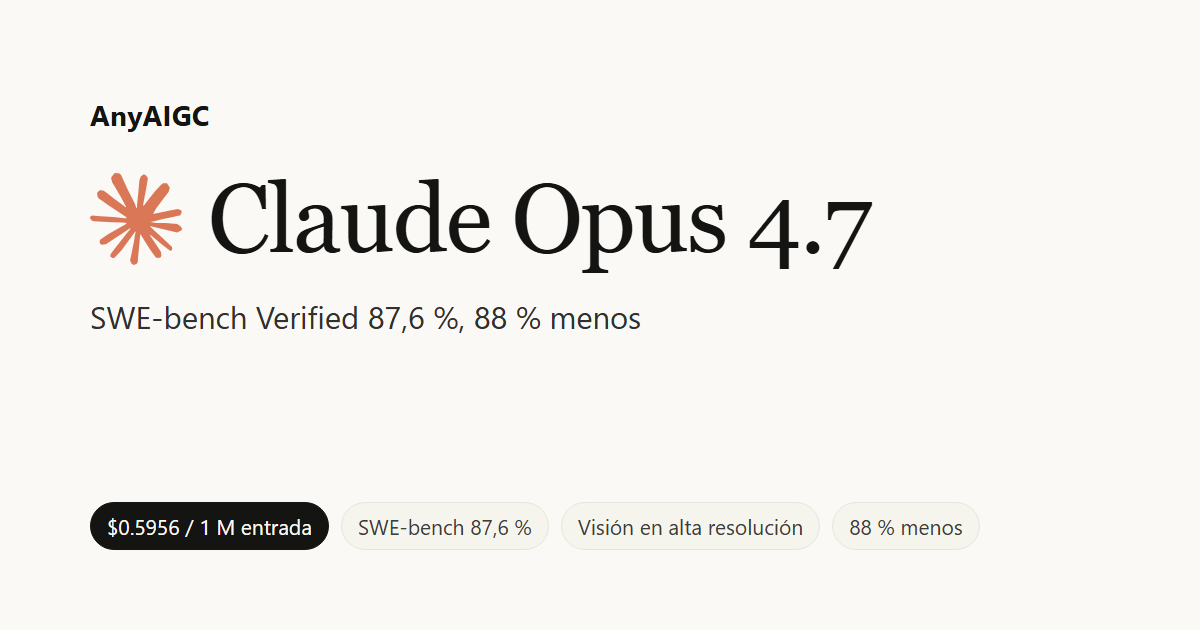 AnyAIGC
Claude Opus 4.7
SWE-bench Verified 87,6 %, 88 % menos
$0.5956 / 1 M entrada
SWE-bench 87,6 %
Visión en alta resolución
88 % menos